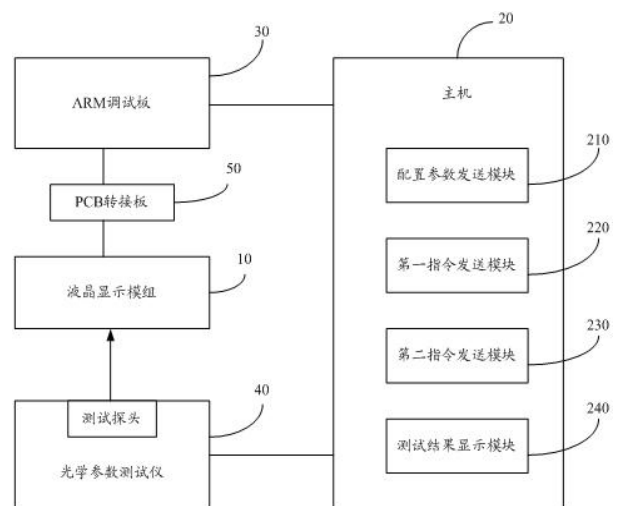 20
30
主机
ARM调试板
210
配置参数发送模块
50
PCB转接板
220
10
第一指令发送模块
液晶显示模组
230
第二指令发送模块
40
240
测试探头
测试结果显示模块
光学参数测试仪